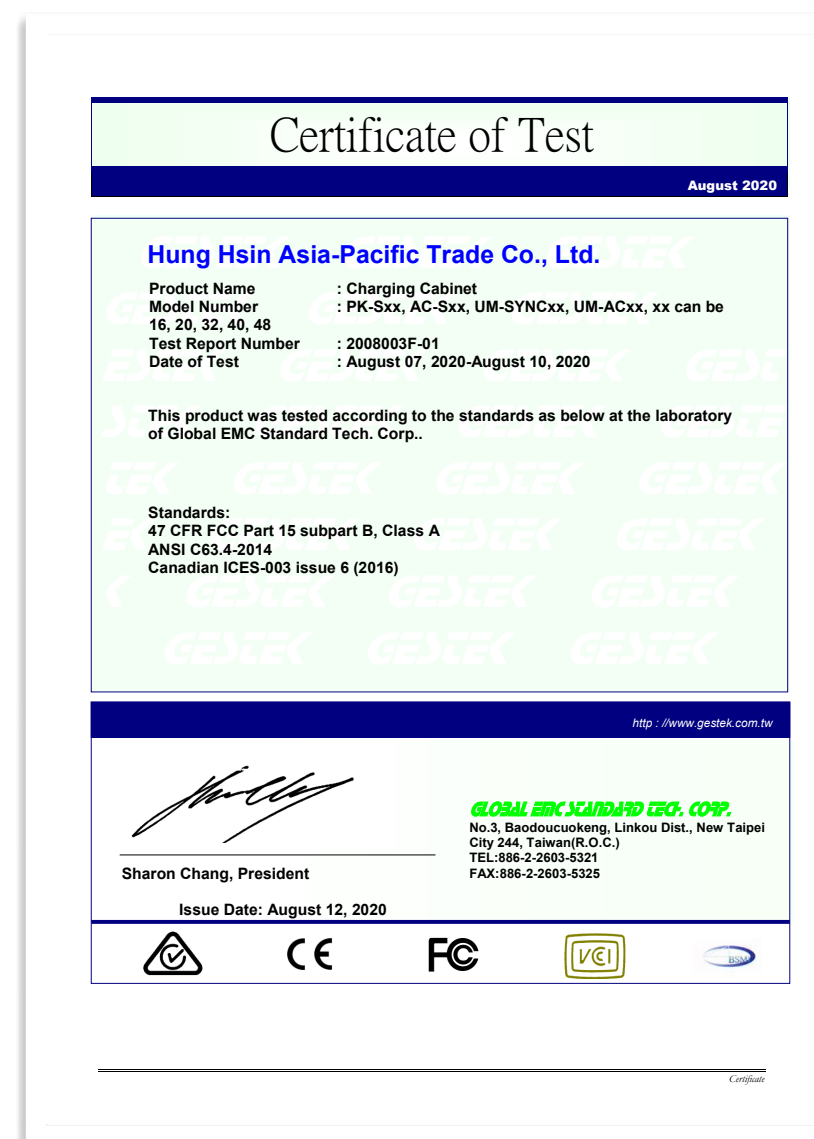 Certificate of Test
August 2020
Hung Hsin Asia-Pacific Trade Co., Ltd.
Product Name : Charging Cabinet
Model Number : PK-Sxx, AC-Sxx, UM-SYNCxx, UM-ACxx, xx can be
16, 20, 32, 40, 48
Test Report Number : 2008003F-01
Date of Test : August 07, 2020-August 10, 2020
This product was tested according to the standards as below at the laboratory
of Global EMC Standard Tech. Corp..
Standards:
47 CFR FCC Part 15 subpart B, Class A
ANSI C63.4-2014
Canadian ICES-003 issue 6 (2016)
GESTEK GESTEK GESTEK
http : //www.gestek.com.tw
GLOBAL EMC STANDARD TECH. CORP.
No.3, Baodoucuokeng, Linkou Dist., New Taipei
City 244, Taiwan(R.O.C.)
TEL:886-2-2603-5321
FAX:886-2-2603-5325
Sharon Chang, President
Issue Date: August 12, 2020
CE FC VCI BSMI
Certificate